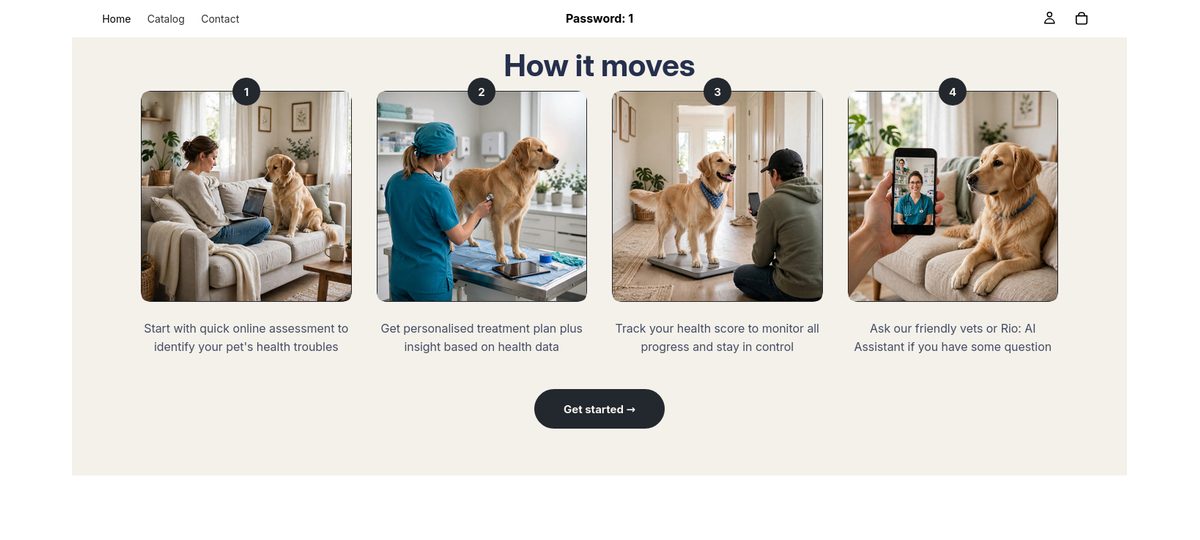 Home
Catalog
Contact
Password: 1
How it moves
1
2
3
4
Start with quick online assessment to
identify your pet's health troubles
Get personalised treatment plan plus
insight based on health data
Track your health score to monitor all
progress and stay in control
Ask our friendly vets or Rio: AI
Assistant if you have some question
Get started →